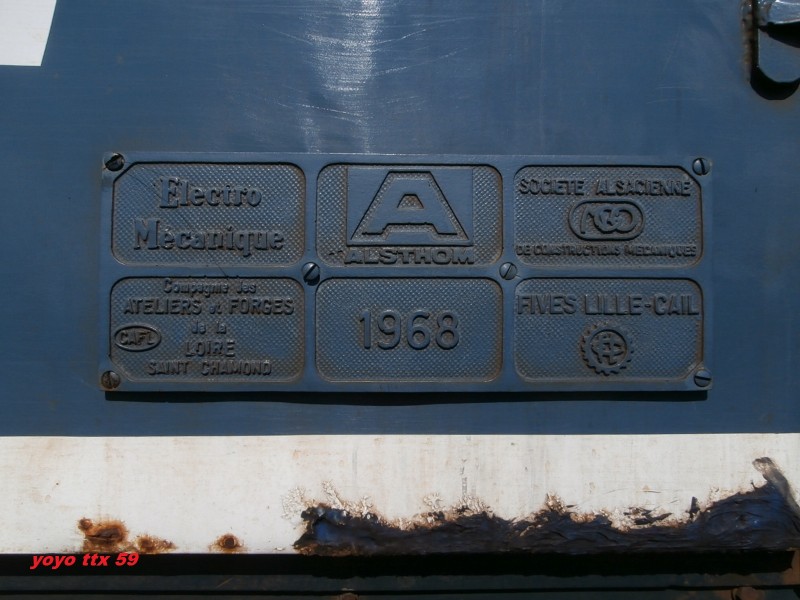 Electro
Mécanique
A
ALSTHOM
SOCIETE ALSACIENNE
DE CONSTRUCTIONS MECANIQUES
Compagnie des
ATELIERS et FORGES
de la
LOIRE
SAINT CHAMOND
CAFL
1968
FIVES LILLE-CAIL
yoyo ttx 59